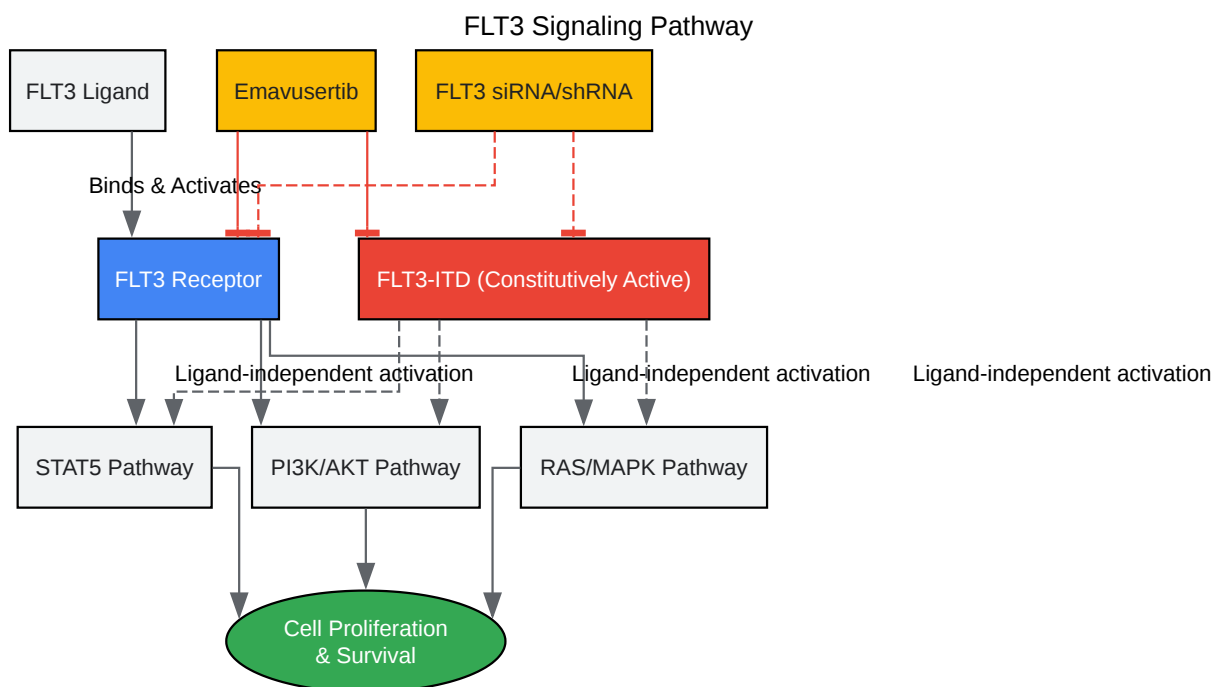 FLT3 Signaling Pathway
FLT3 Ligand
Emavusertib
FLT3 siRNA/shRNA
Binds & Activates
FLT3 Receptor
FLT3-ITD (Constitutively Active)
Ligand-independent activation
Ligand-independent activation
Ligand-independent activation
STAT5 Pathway
PI3K/AKT Pathway
RAS/MAPK Pathway
Cell Proliferation
& Survival